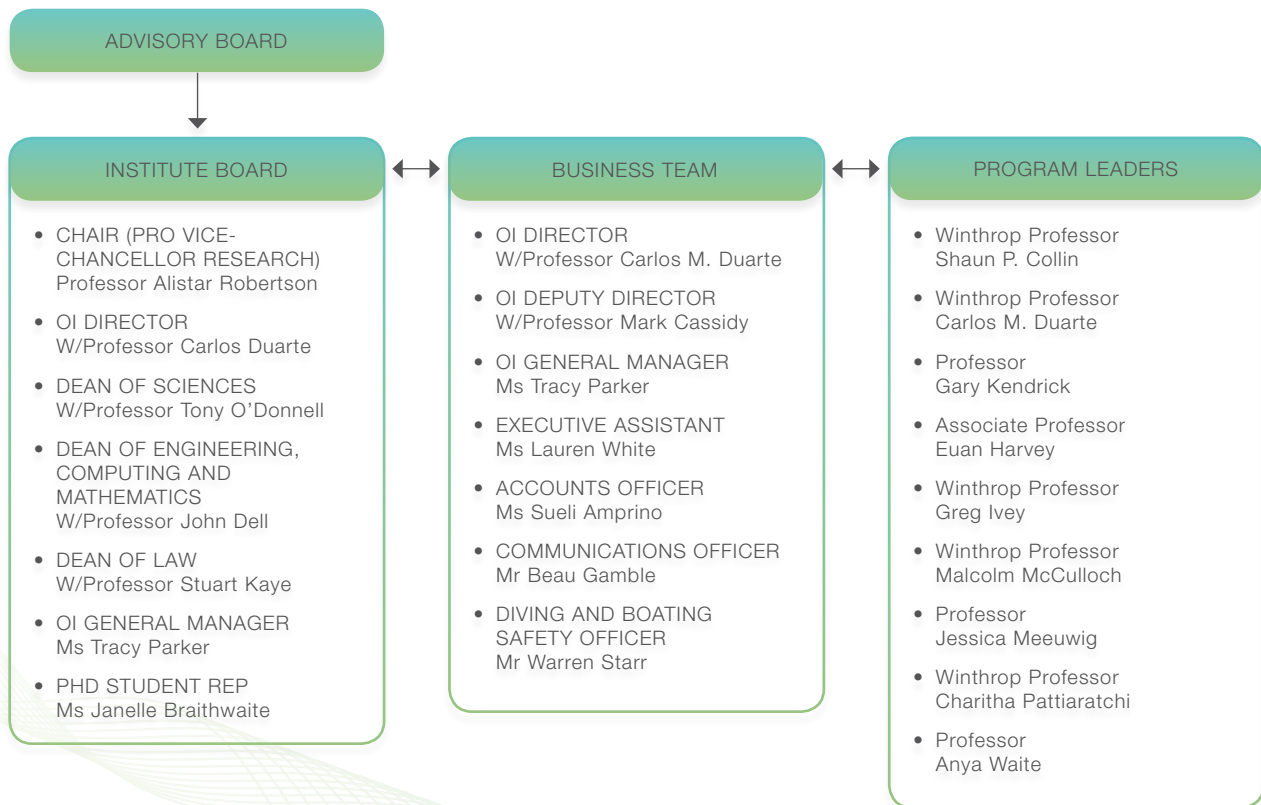 ADVISORY BOARD
INSTITUTE BOARD
CHAIR (PRO VICE-
CHANCELLOR RESEARCH)
Professor Alistar Robertson
OI DIRECTOR
W/Professor Carlos Duarte
DEAN OF SCIENCES
W/Professor Tony O'Donnell
DEAN OF ENGINEERING,
COMPUTING AND
MATHEMATICS
W/Professor John Dell
DEAN OF LAW
W/Professor Stuart Kaye
OI GENERAL MANAGER
Ms Tracy Parker
PHD STUDENT REP
Ms Janelle Braithwaite
BUSINESS TEAM
OI DIRECTOR
W/Professor Carlos M. Duarte
OI DEPUTY DIRECTOR
W/Professor Mark Cassidy
OI GENERAL MANAGER
Ms Tracy Parker
EXECUTIVE ASSISTANT
Ms Lauren White
ACCOUNTS OFFICER
Ms Sueli Amprino
COMMUNICATIONS OFFICER
Mr Beau Gamble
DIVING AND BOATING
SAFETY OFFICER
Mr Warren Starr
PROGRAM LEADERS
Winthrop Professor
Shaun P. Collin
Winthrop Professor
Carlos M. Duarte
Professor
Gary Kendrick
Associate Professor
Euan Harvey
Winthrop Professor
Greg Ivey
Winthrop Professor
Malcolm McCulloch
Professor
Jessica Meeuwig
Winthrop Professor
Charitha Pattiaratchi
Professor
Anya Waite